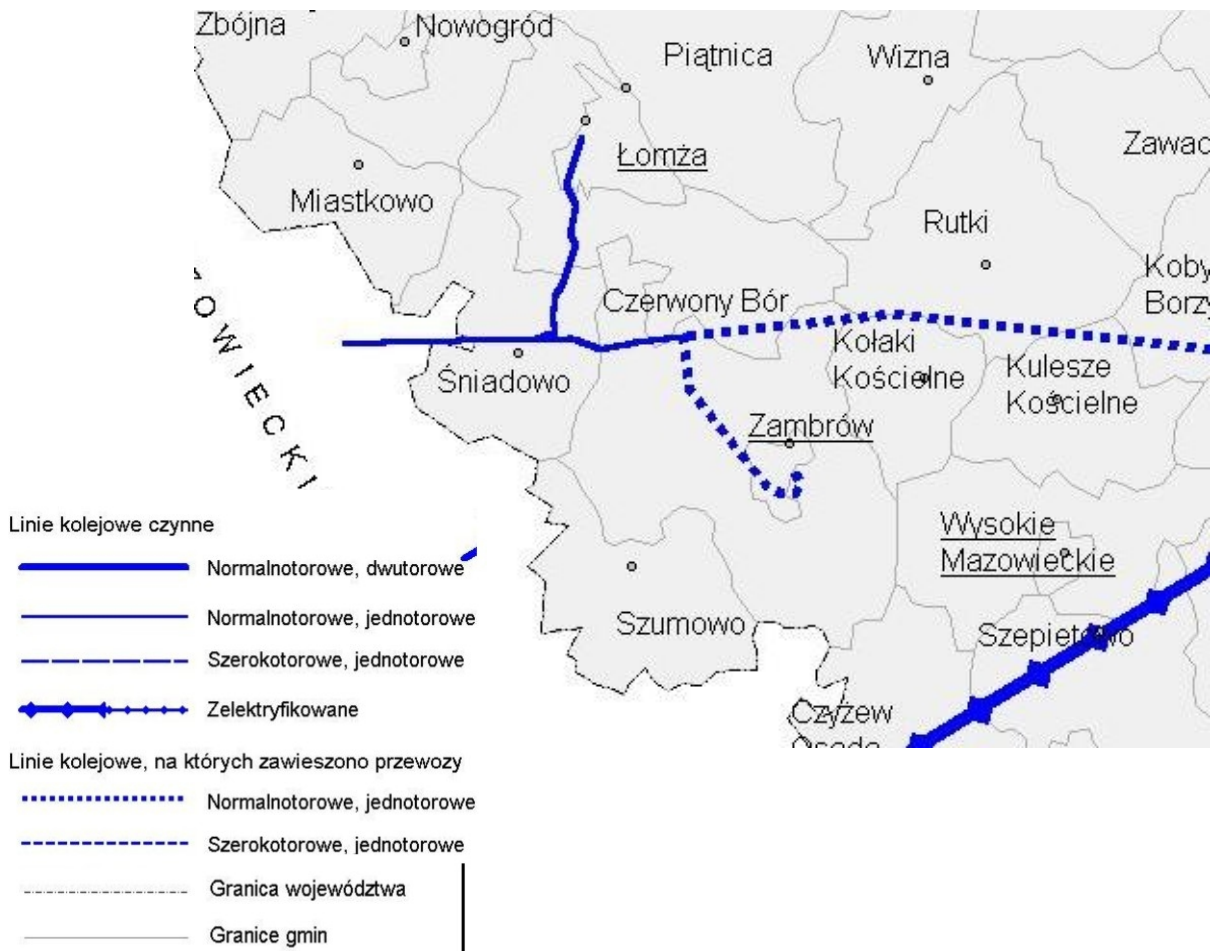 Zbójna
Nowogród
Piątnica
Wizna
Łomża
Zawad
Miastkowo
Rutki
Koby
Borzy
Czerwony Bór
OWIECKI
Kołaki
Kościelne
Kulesze
Kościelne
Śniadowo
Zambrów
Wysokie
Mazowieckie
Szumowo
Szepietowo
Czyżew
Osada
Linie kolejowe czynne
Normalnotorowe, dwutorowe
Normalnotorowe, jednotorowe
Szerokotorowe, jednotorowe
Zelektryfikowane
Linie kolejowe, na których zawieszono przewozy
Normalnotorowe, jednotorowe
Szerokotorowe, jednotorowe
Granica województwa
Granice gmin